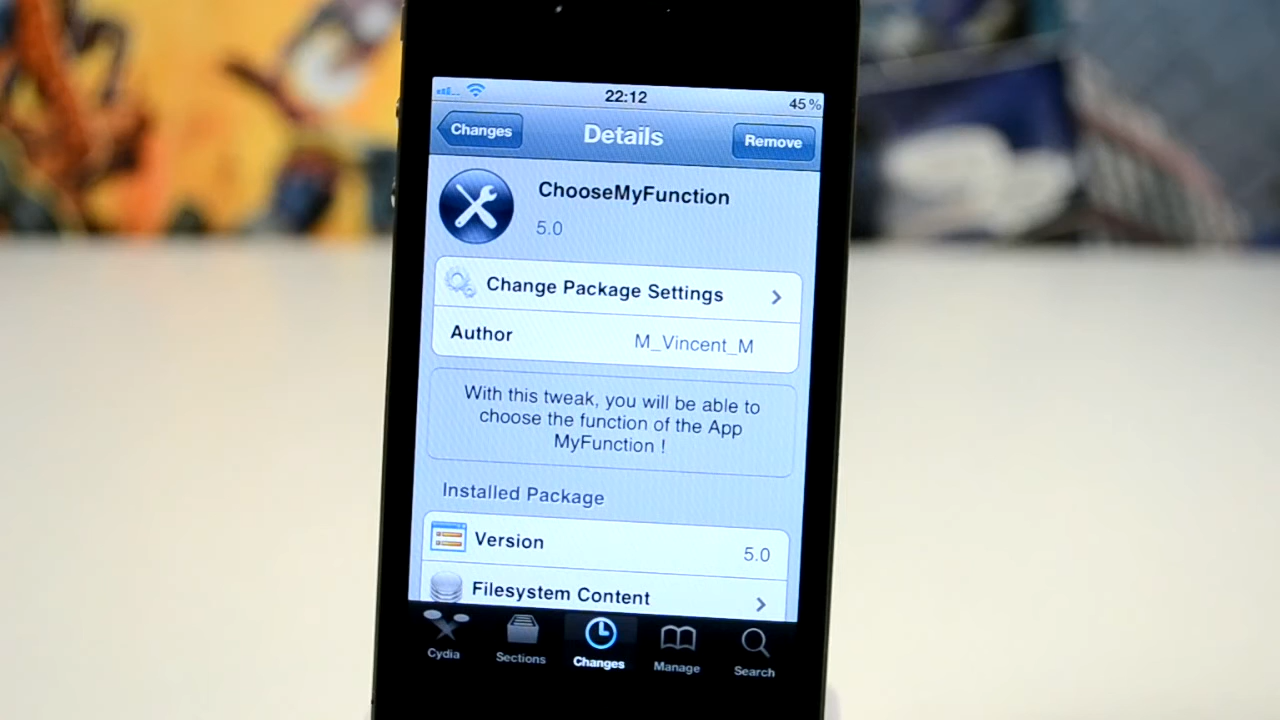 22:12
45 %
Changes
Details
Remove
ChooseMyFunction
5.0
Change Package Settings
Author
M_Vincent_M
With this tweak, you will be able to
choose the function of the App
MyFunction !
Installed Package
Version
5.0
Filesystem Content
Cydia
Sections
Changes
Manage
Search